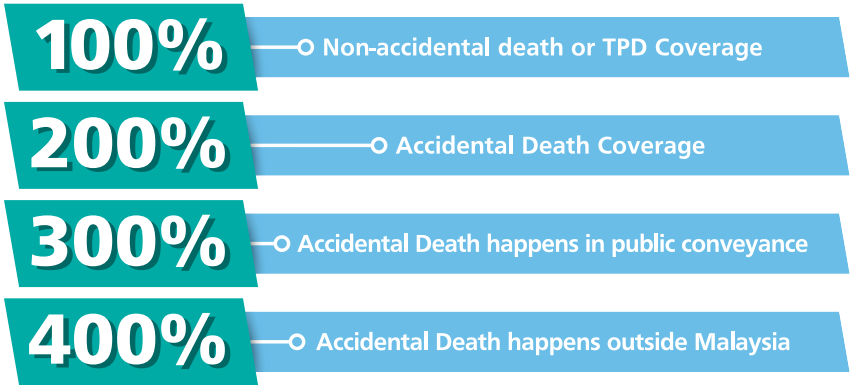 100% Non-accidental death or TPD Coverage
200% Accidental Death Coverage
300% Accidental Death happens in public conveyance
400% Accidental Death happens outside Malaysia